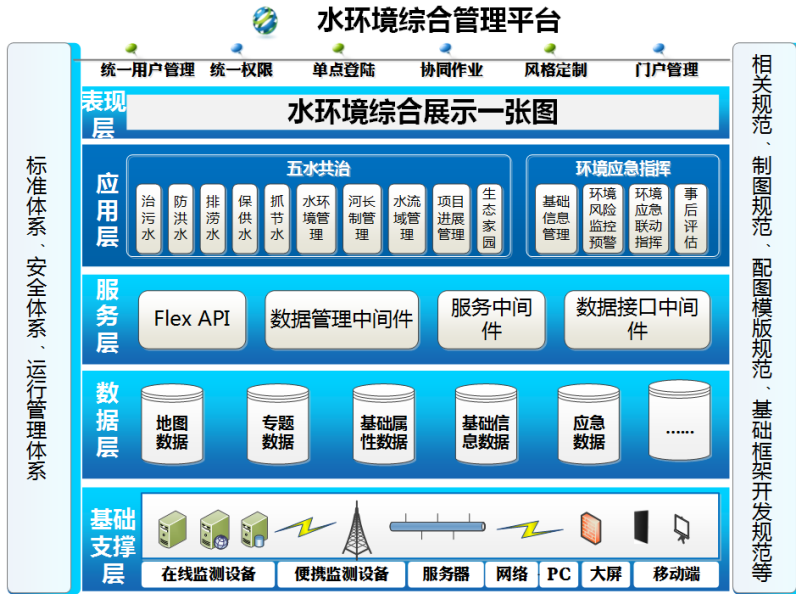 水环境综合管理平台
统一用户管理
统一权限
单点登陆
协同作业
风格定制
门户管理
标准体系、安全体系、运行管理体系
相关规范、制图规范、配图模版规范、基础框架开发规范等
表现
层
水环境综合展示一张图
应
用
层
五水共治
治
污
水
防
洪
水
排
涝
水
保
供
水
抓
节
水
水环
境管
理
河长
制管
理
水流
域管
理
项目
进展
管理
生
态
家
园
环境应急指挥
基础
信息
管理
环境
风险
监控
预警
环境
应急
联动
指挥
事
后
评
估
服
务
层
Flex API
数据管理中间件
服务中间
件
数据接口中间
件
数
据
层
地图
数据
专题
数据
基础属
性数据
基础信
息数据
应急
数据
......
基础
支撑
层
在线监测设备
便携监测设备
服务器
网络
PC
大屏
移动端